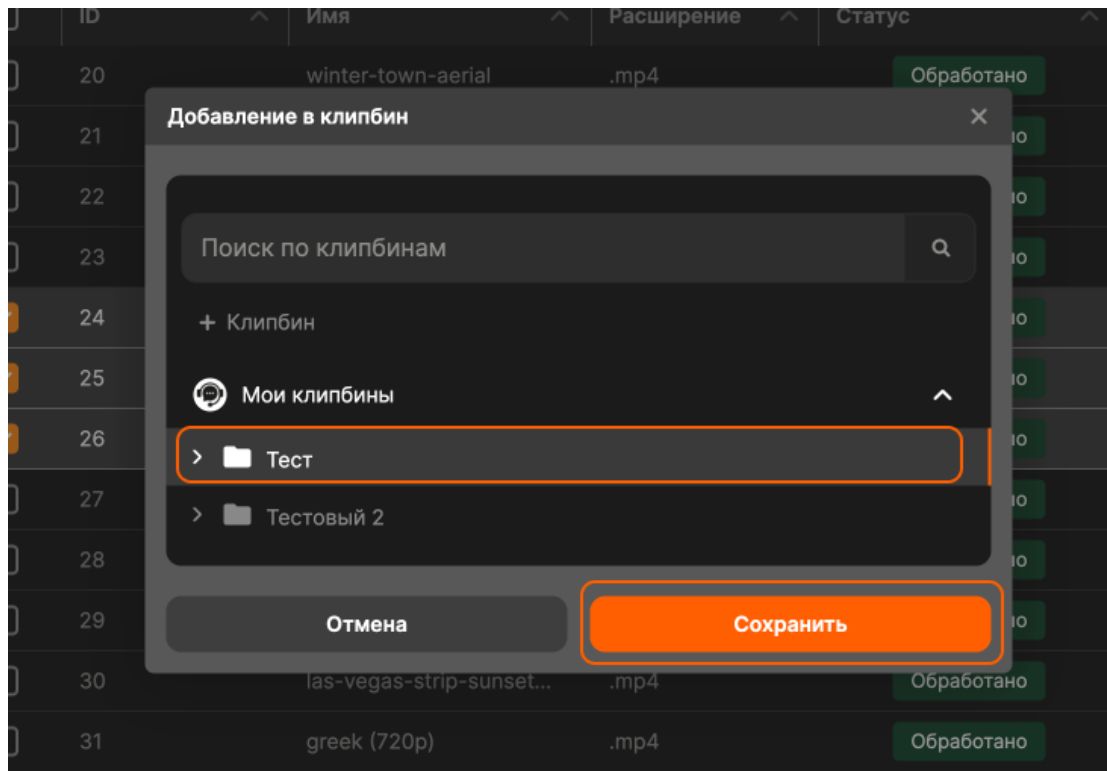 ID Имя Расширение Статус
20 winter-town-aerial .mp4 Обработано
Добавление в клипбин
21
22
Поиск по клипбинам
23
+ Клипбин
24
Мои клипбины
25
26 Тест
27 Тестовый 2
28
29 Отмена Сохранить
30 las-vegas-strip-sunset... .mp4 Обработано
31 greek (720p) .mp4 Обработано